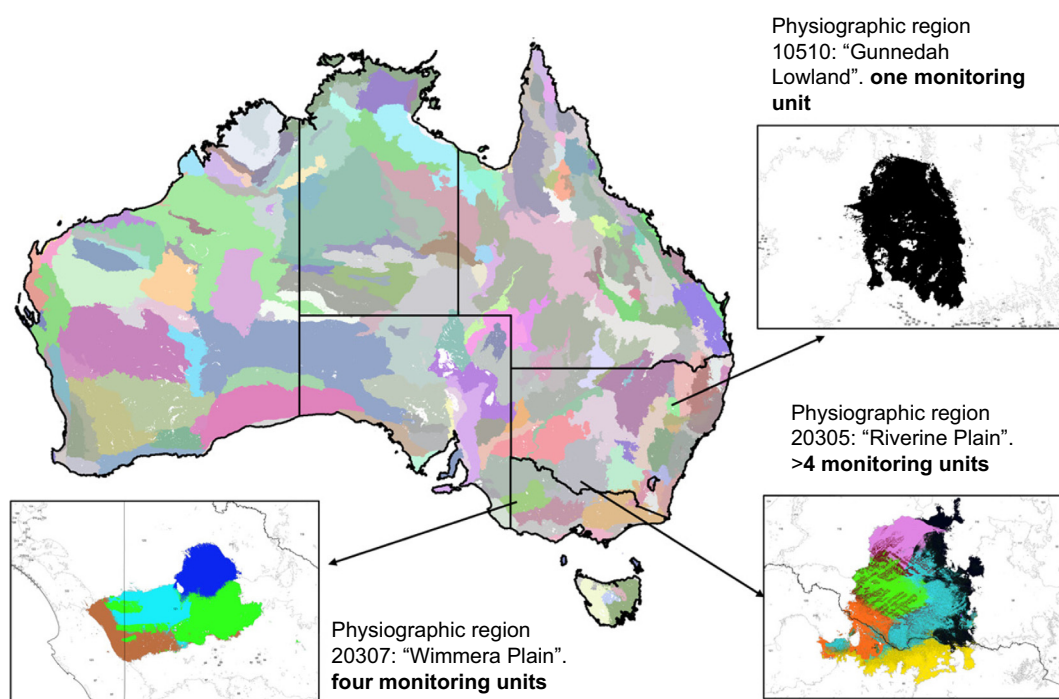 Physiographic region
10510: “Gunnedah
Lowland”. one monitoring
unit
Physiographic region
20305: “Riverine Plain”.
>4 monitoring units
Physiographic region
20307: “Wimmera Plain”.
four monitoring units